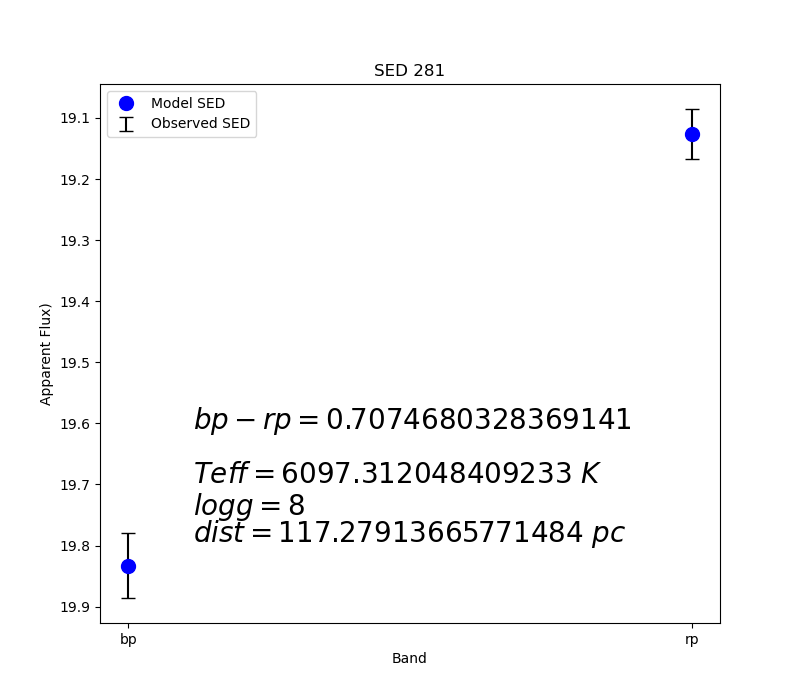 SED 281
Model SED
Observed SED
Apparent Flux)
19.1
19.2
19.3
19.4
19.5
19.6
19.7
19.8
19.9
bp − rp = 0.7074680328369141
Teff = 6097.312048409233 K
logg = 8
dist = 117.27913665771484 pc
bp
rp
Band